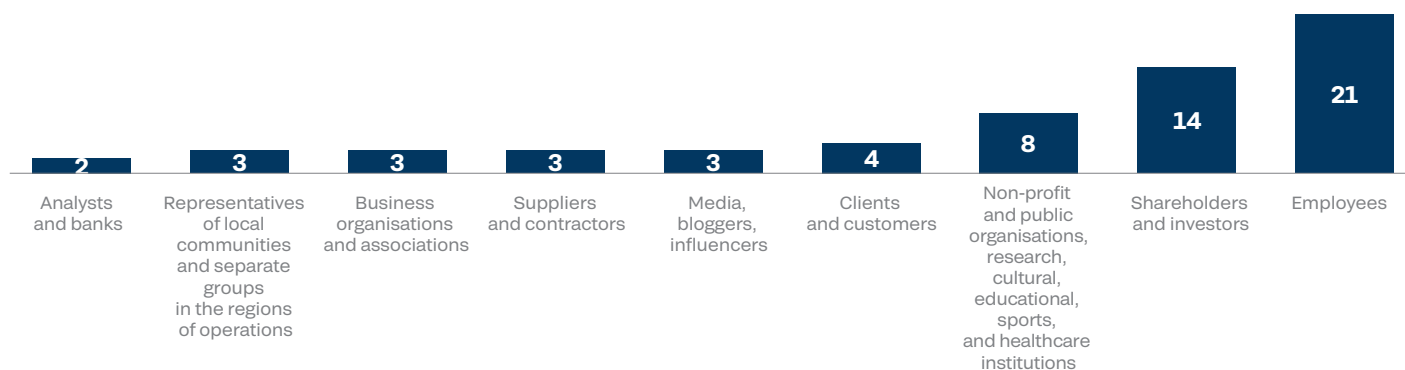 2
3
3
3
3
4
8
14
21
Analysts
and banks
Representatives
of local
communities
and separate
groups
in the regions
of operations
Business
organisations
and associations
Suppliers
and contractors
Media,
bloggers,
influencers
Clients
and customers
Non-profit
and public
organisations,
research,
cultural,
educational,
sports,
and healthcare
institutions
Shareholders
and investors
Employees